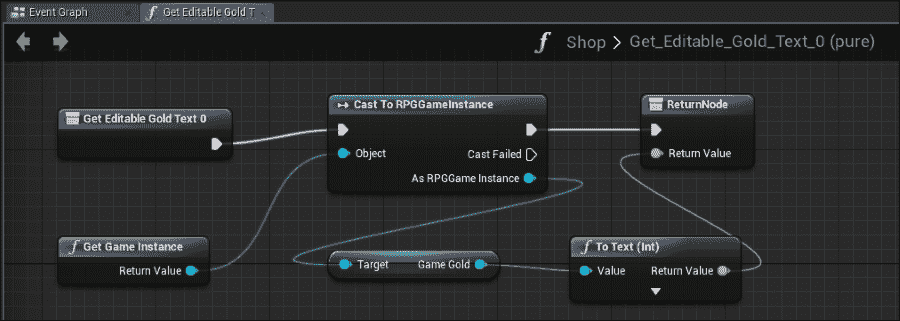 Event Graph
Get Editable Gold T
Shop > Get_Editable_Gold_Text_0 (pure)
Get Editable Gold Text 0
Cast To RPGGameInstance
Object
Cast Failed
As RPGGame Instance
ReturnNode
Return Value
Get Game Instance
Return Value
Target Game Gold
To Text (Int)
Value Return Value